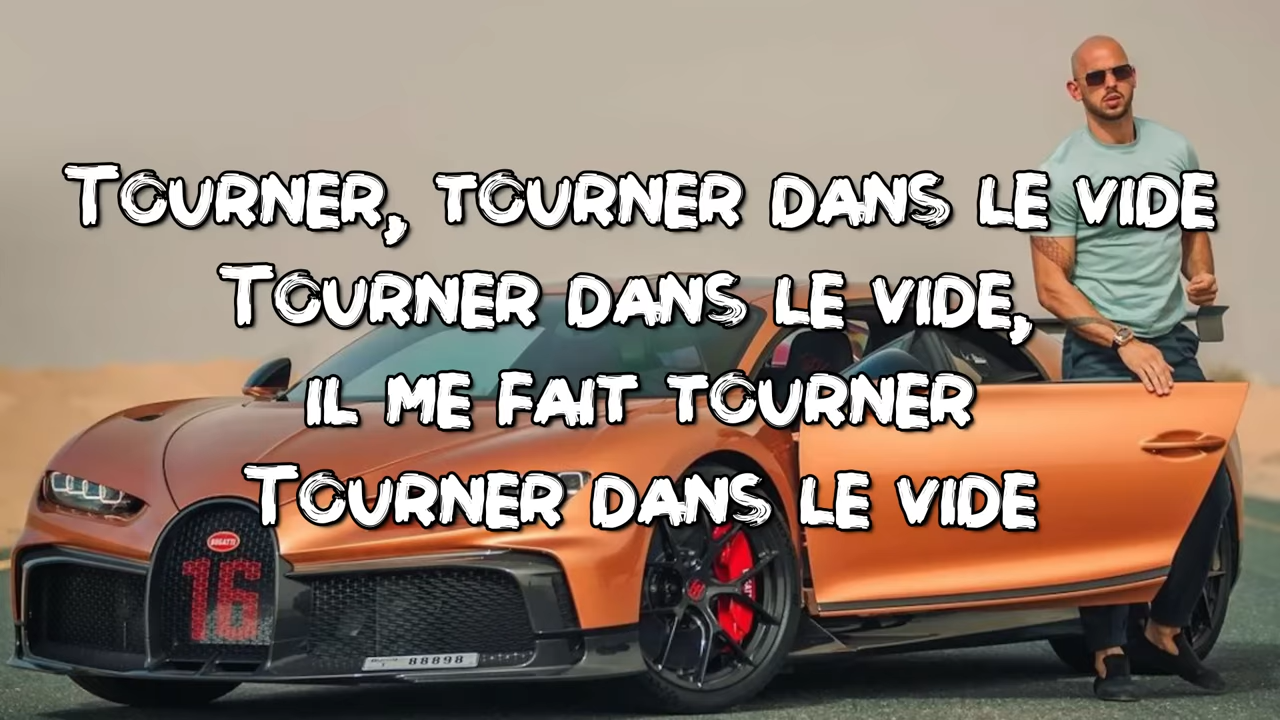 Tourner, tourner dans le vide
Tourner dans le vide,
il me fait tourner
Tourner dans le vide
BUGATTI
16
88898